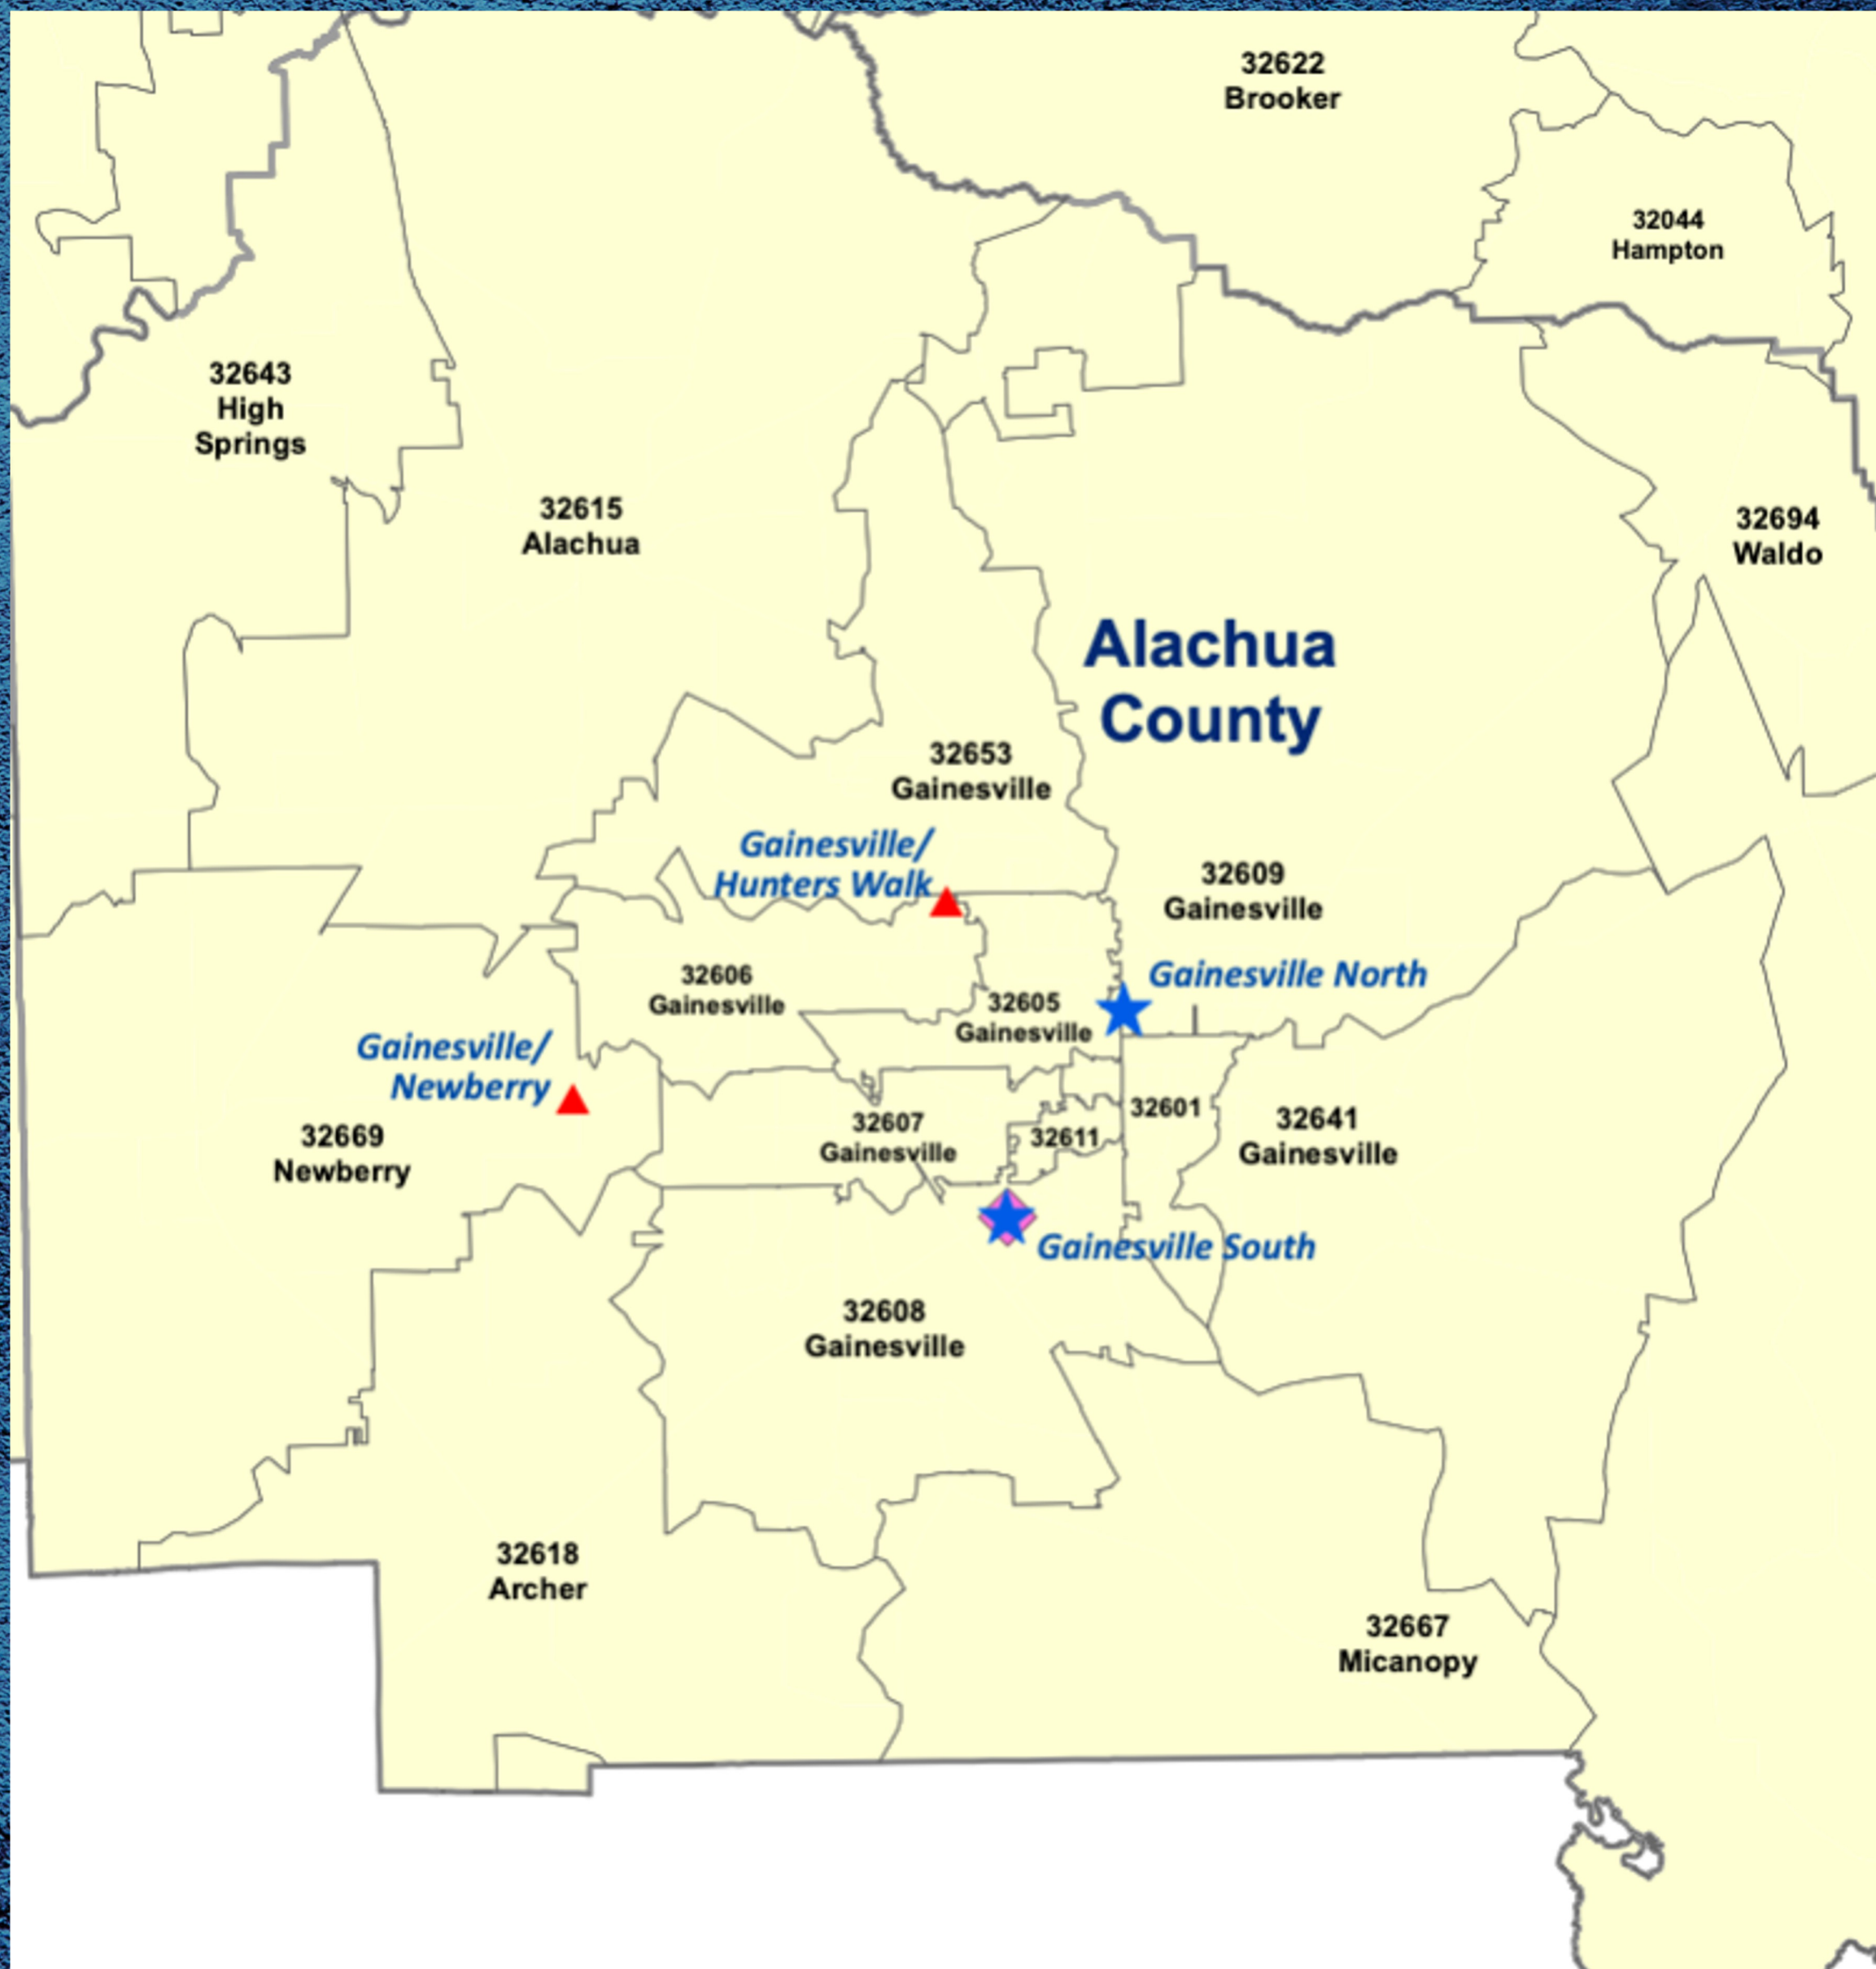 32622
Brooker
32044
Hampton
32643
High
Springs
32615
Alachua
32694
Waldo
Alachua
County
32653
Gainesville
Gainesville/
Hunters Walk
32609
Gainesville
Gainesville North
32606
Gainesville
32605
Gainesville
Gainesville/
Newberry
32669
Newberry
32607
Gainesville
32611
32601
32641
Gainesville
Gainesville South
32608
Gainesville
32618
Archer
32667
Micanopy